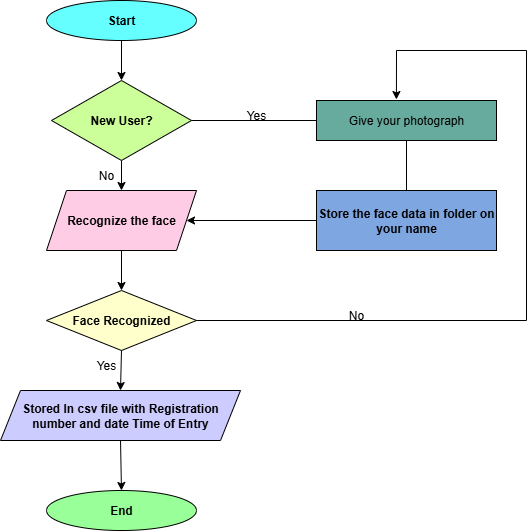 Start
New User?
Yes
Give your photograph
No
Recognize the face
Store the face data in folder on
your name
Face Recognized
No
Yes
Stored In csv file with Registration
number and date Time of Entry
End